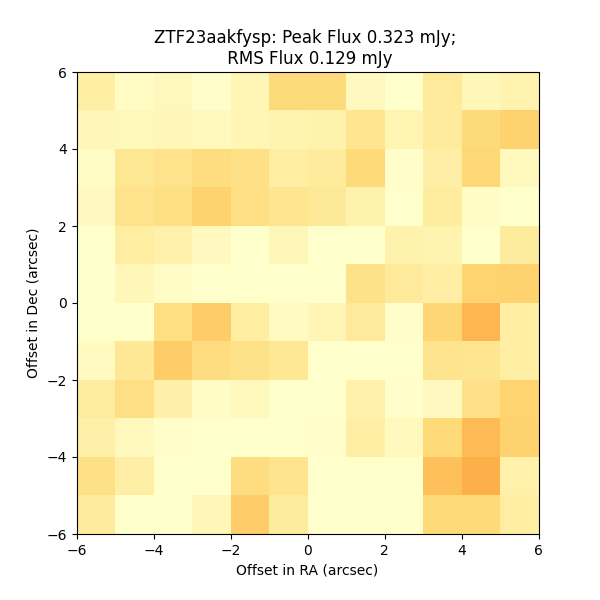 ZTF23aakfysp: Peak Flux 0.323 mJy;
RMS Flux 0.129 mJy
6
4
2
0
−2
−4
−6
Offset in Dec (arcsec)
−6 −4 −2 0 2 4 6
Offset in RA (arcsec)